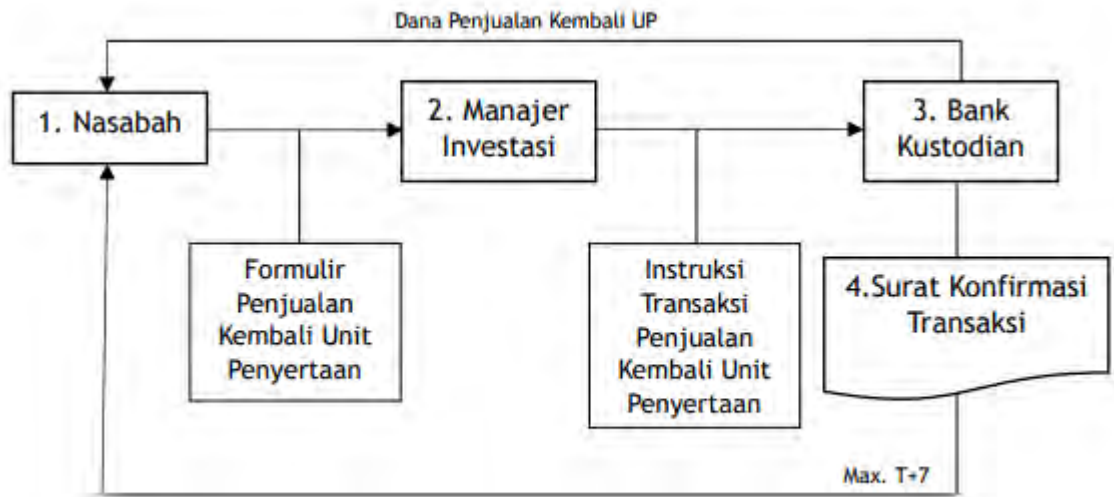 Dana Penjualan Kembali UP
1. Nasabah
2. Manajer
Investasi
3. Bank
Kustodian
Formulir
Penjualan
Kembali Unit
Penyertaan
Instruksi
Transaksi
Penjualan
Kembali Unit
Penyertaan
4.Surat Konfirmasi
Transaksi
Max. T+7